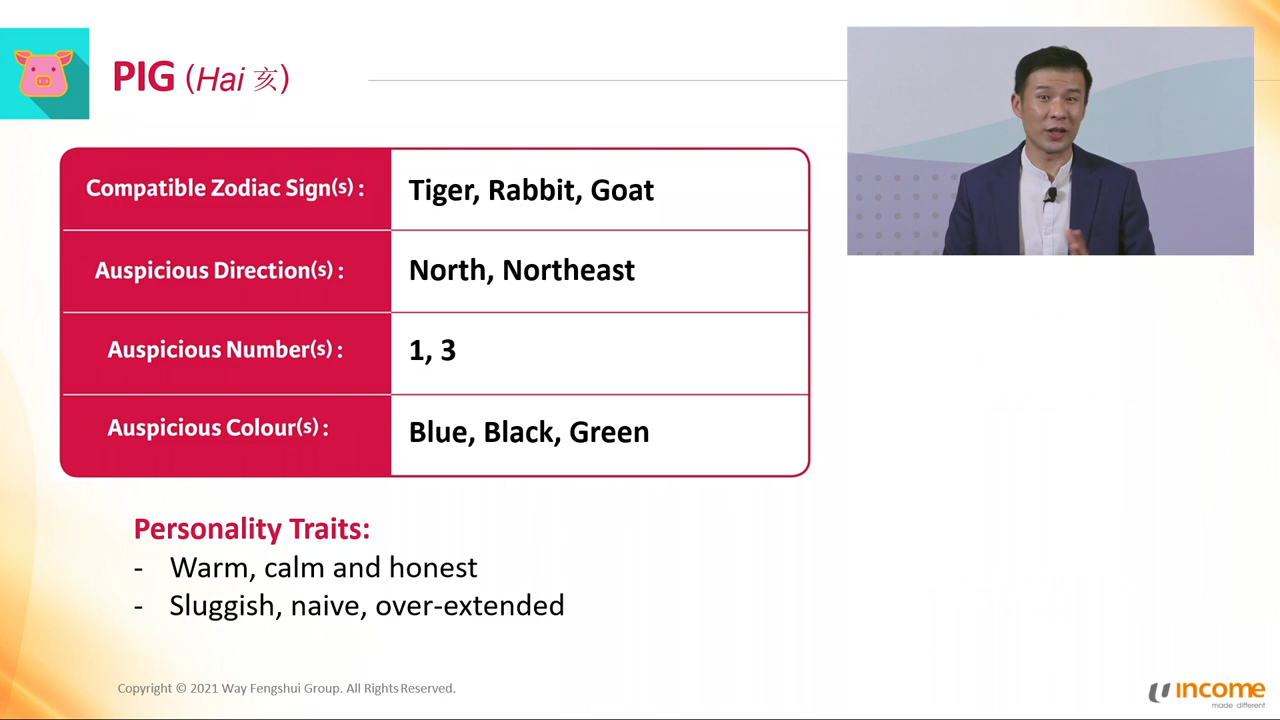 PIG (Hai 亥)
Compatible Zodiac Sign(s) : Tiger, Rabbit, Goat
Auspicious Direction(s) : North, Northeast
Auspicious Number(s) : 1, 3
Auspicious Colour(s) : Blue, Black, Green
Personality Traits:
- Warm, calm and honest
- Sluggish, naive, over-extended
Copyright © 2021 Way Fengshui Group. All Rights Reserved.
income
made different